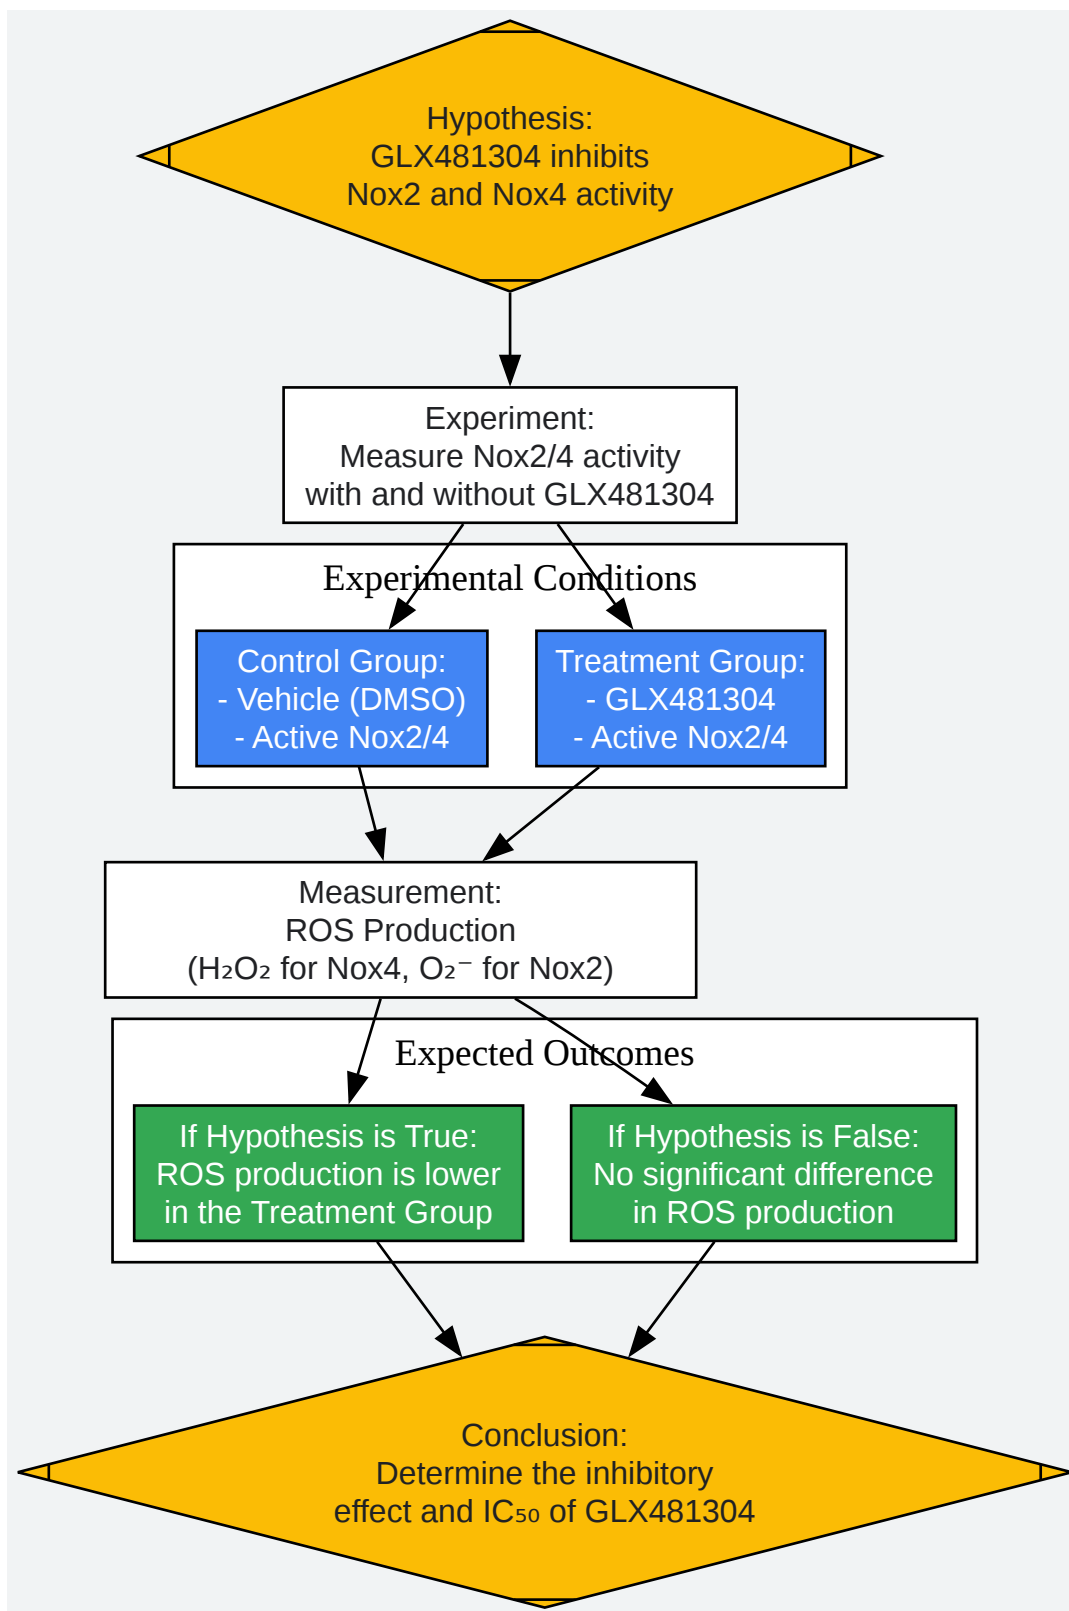 Hypothesis:
GLX481304 inhibits
Nox2 and Nox4 activity
Experiment:
Measure Nox2/4 activity
with and without GLX481304
Experimental Conditions
Control Group:
- Vehicle (DMSO)
- Active Nox2/4
Treatment Group:
- GLX481304
- Active Nox2/4
Measurement:
ROS Production
(H₂O₂ for Nox4, O₂⁻ for Nox2)
Expected Outcomes
If Hypothesis is True:
ROS production is lower
in the Treatment Group
If Hypothesis is False:
No significant difference
in ROS production
Conclusion:
Determine the inhibitory
effect and IC₅₀ of GLX481304